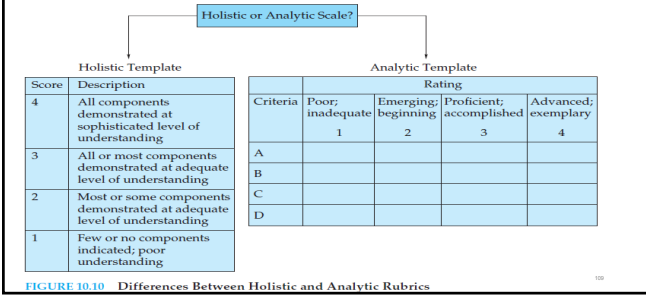 Holistic or Analytic Scale?
Holistic Template
Score Description
4 All components
demonstrated at
sophisticated level of
understanding
3 All or most components
demonstrated at adequate
level of understanding
2 Most or some components
demonstrated at adequate
level of understanding
1 Few or no components
indicated; poor
understanding
Analytic Template
Rating
Criteria Poor; Emerging; Proficient; Advanced;
inadequate beginning accomplished exemplary
1 2 3 4
A
B
C
D
FIGURE 10.10 Differences Between Holistic and Analytic Rubrics